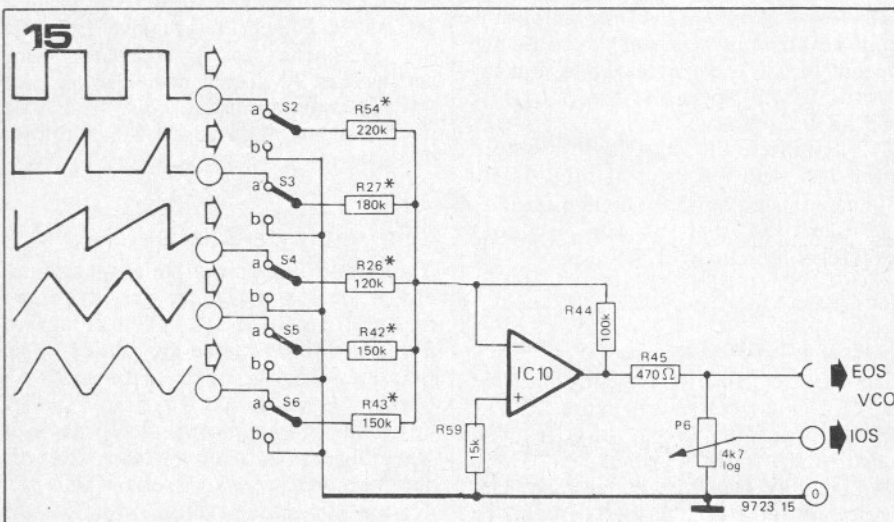 15
a S2
R54*
220k
b
a S3
R27*
180k
b
a S4
R26*
120k
b
a S5
R42*
150k
b
a S6
R43*
150k
b
R44
100k
IC10
−
+
R59
15k
R45
470Ω
EOS
VCO
P6
4k7
log
IOS
0
9723 15